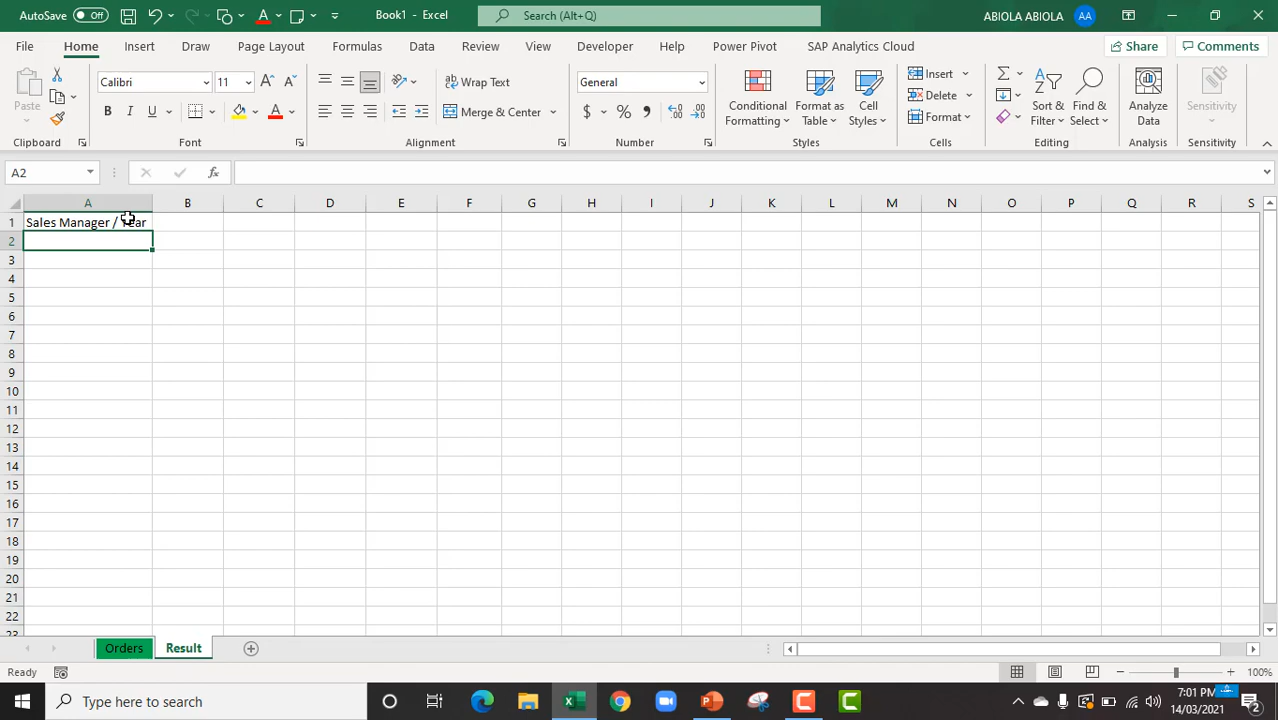 AutoSave Off Book1 - Excel Search (Alt+Q) ABIOLA ABIOLA AA
File Home Insert Draw Page Layout Formulas Data Review View Developer Help Power Pivot SAP Analytics Cloud Share Comments
Paste Calibri 11 Wrap Text General Conditional Formatting Format as Table Cell Styles Insert Sort & Filter Find & Select Analyze Data Sensitivity
B I U A Merge & Center $ % Delete
Format
Clipboard Font Alignment Number Styles Cells Editing Analysis Sensitivity
A2 fx
A B C D E F G H I J K L M N O P Q R S
1 Sales Manager / Year
2
3
4
5
6
7
8
9
10
11
12
13
14
15
16
17
18
19
20
21
22
23
Orders Result
Ready 100%
Type here to search 7:01 PM
14/03/2021 2